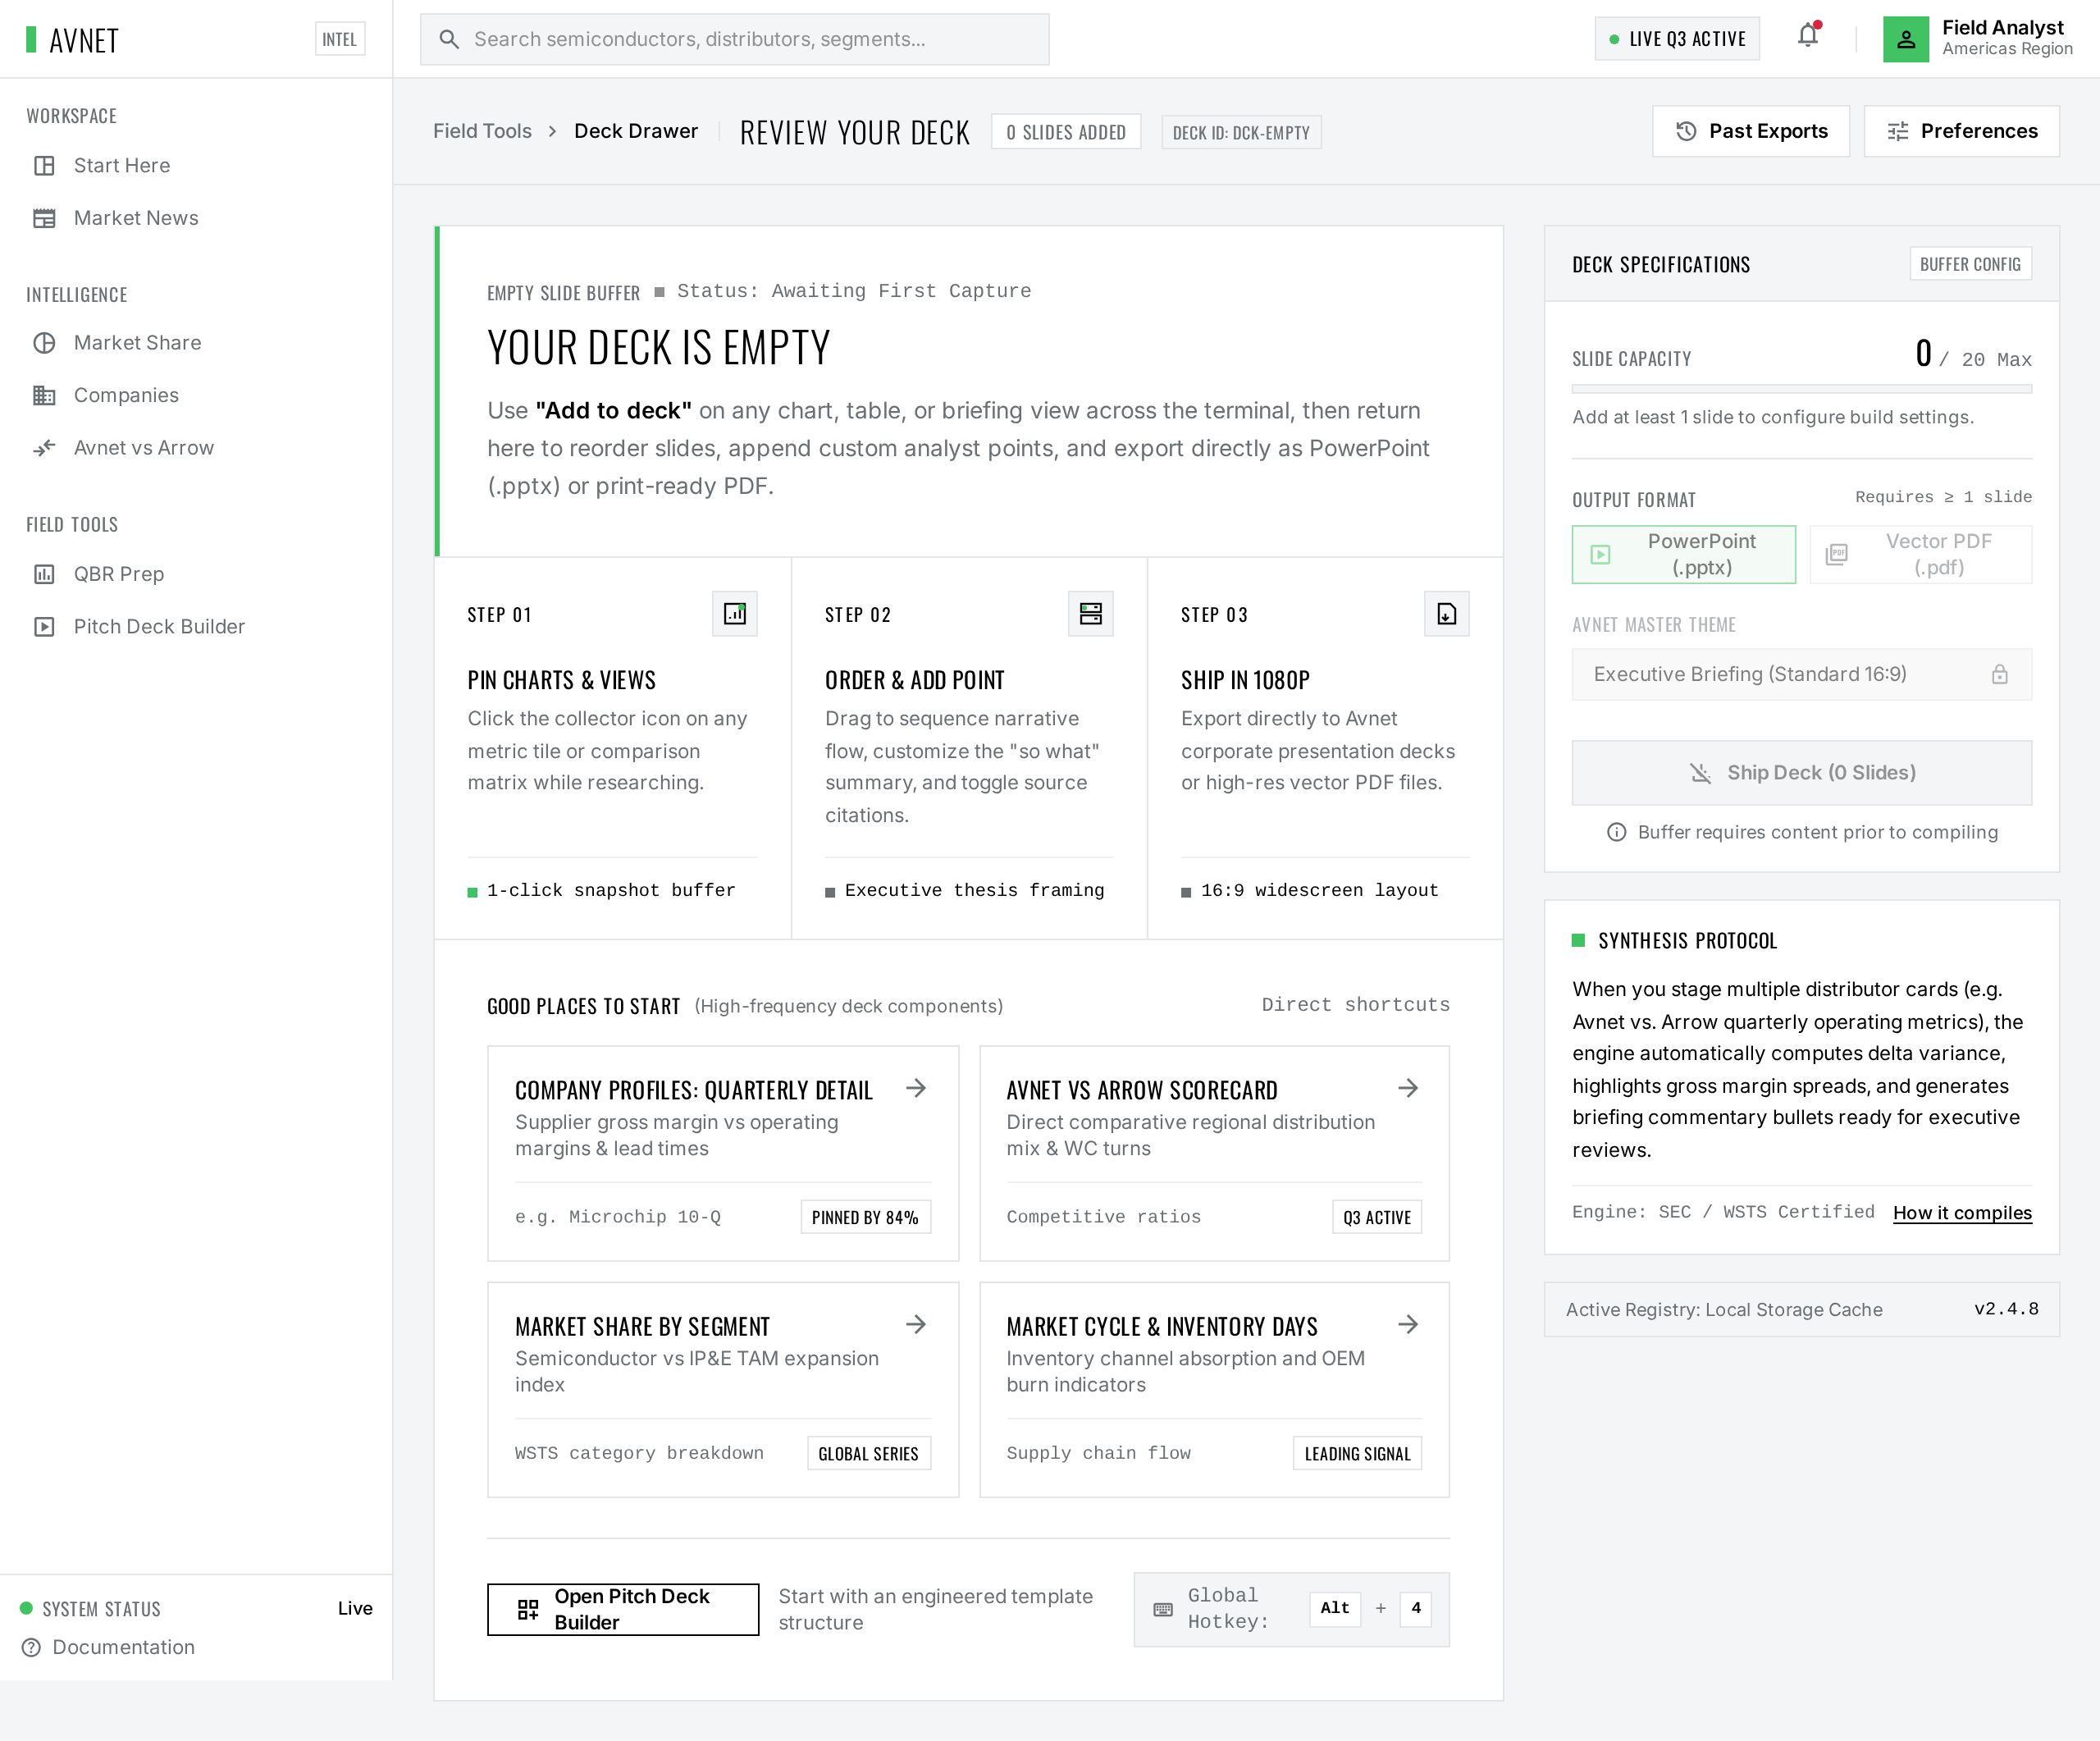 AVNET
INTEL
Search semiconductors, distributors, segments...
LIVE Q3 ACTIVE
Field Analyst
Americas Region
WORKSPACE
Start Here
Market News
INTELLIGENCE
Market Share
Companies
Avnet vs Arrow
FIELD TOOLS
QBR Prep
Pitch Deck Builder
SYSTEM STATUS
Live
Documentation
Field Tools > Deck Drawer
REVIEW YOUR DECK
0 SLIDES ADDED
DECK ID: DCK-EMPTY
Past Exports
Preferences
EMPTY SLIDE BUFFER
Status: Awaiting First Capture
YOUR DECK IS EMPTY
Use "Add to deck" on any chart, table, or briefing view across the terminal, then return
here to reorder slides, append custom analyst points, and export directly as PowerPoint
(.pptx) or print-ready PDF.
STEP 01
PIN CHARTS & VIEWS
Click the collector icon on any
metric tile or comparison
matrix while researching.
1-click snapshot buffer
STEP 02
ORDER & ADD POINT
Drag to sequence narrative
flow, customize the "so what"
summary, and toggle source
citations.
Executive thesis framing
STEP 03
SHIP IN 1080P
Export directly to Avnet
corporate presentation decks
or high-res vector PDF files.
16:9 widescreen layout
GOOD PLACES TO START (High-frequency deck components)
Direct shortcuts
COMPANY PROFILES: QUARTERLY DETAIL
Supplier gross margin vs operating
margins & lead times
e.g. Microchip 10-Q
PINNED BY 84%
AVNET VS ARROW SCORECARD
Direct comparative regional distribution
mix & WC turns
Competitive ratios
Q3 ACTIVE
MARKET SHARE BY SEGMENT
Semiconductor vs IP&E TAM expansion
index
WSTS category breakdown
GLOBAL SERIES
MARKET CYCLE & INVENTORY DAYS
Inventory channel absorption and OEM
burn indicators
Supply chain flow
LEADING SIGNAL
Open Pitch Deck
Builder
Start with an engineered template
structure
Global
Hotkey:
Alt + 4
DECK SPECIFICATIONS
BUFFER CONFIG
SLIDE CAPACITY
0 / 20 Max
Add at least 1 slide to configure build settings.
OUTPUT FORMAT
Requires ≥ 1 slide
PowerPoint
(.pptx)
PDF
Vector PDF
(.pdf)
AVNET MASTER THEME
Executive Briefing (Standard 16:9)
Ship Deck (0 Slides)
Buffer requires content prior to compiling
SYNTHESIS PROTOCOL
When you stage multiple distributor cards (e.g.
Avnet vs. Arrow quarterly operating metrics), the
engine automatically computes delta variance,
highlights gross margin spreads, and generates
briefing commentary bullets ready for executive
reviews.
Engine: SEC / WSTS Certified
How it compiles
Active Registry: Local Storage Cache
v2.4.8